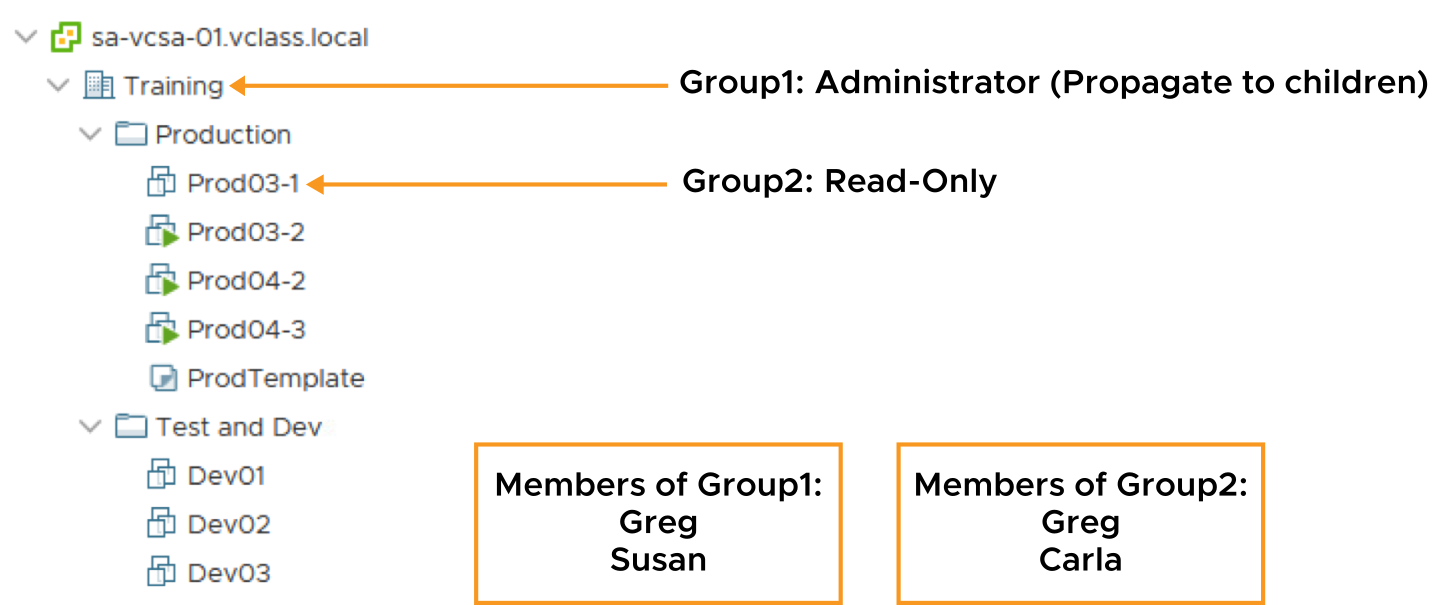 sa-vcsa-01.vclass.local
Training
Group1: Administrator (Propagate to children)
Production
Prod03-1
Group2: Read-Only
Prod03-2
Prod04-2
Prod04-3
ProdTemplate
Test and Dev
Dev01
Dev02
Dev03
Members of Group1:
Greg
Susan
Members of Group2:
Greg
Carla